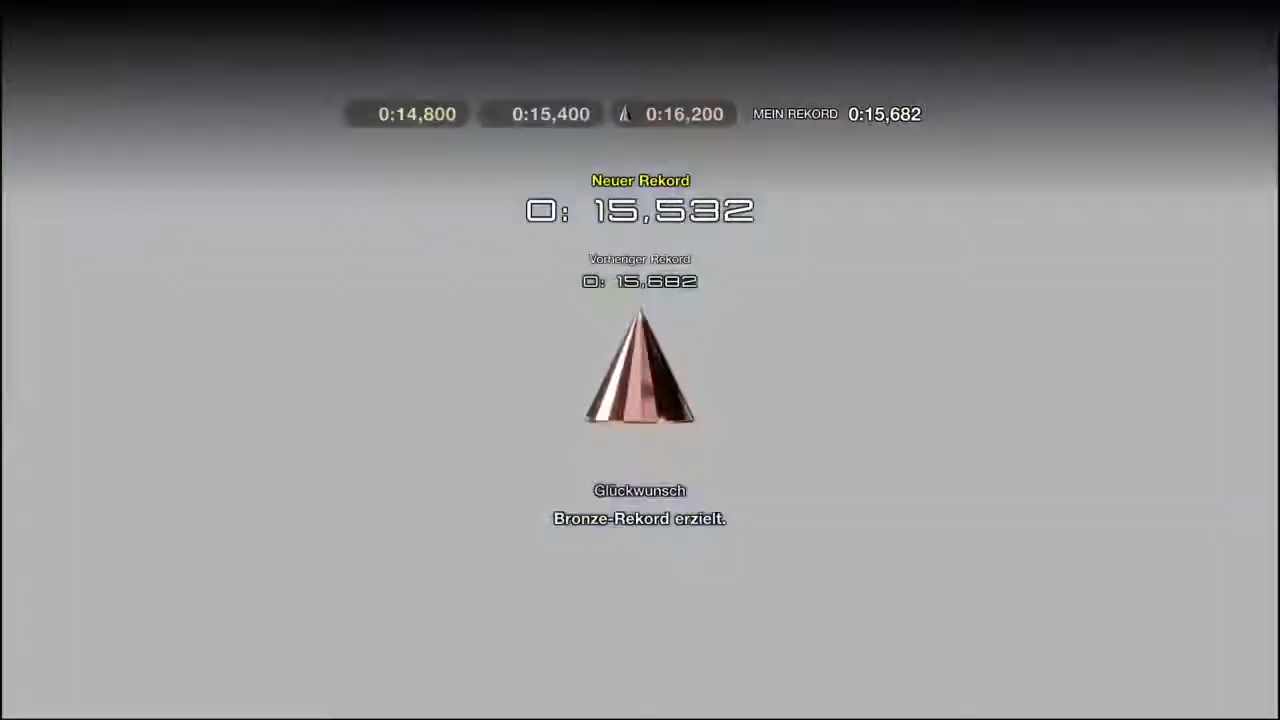 0:14,800 0:15,400 0:16,200 MEIN REKORD 0:15,682
Neuer Rekord
0: 15,532
Vorheriger Rekord
0: 15,682
Glückwunsch
Bronze-Rekord erzielt.